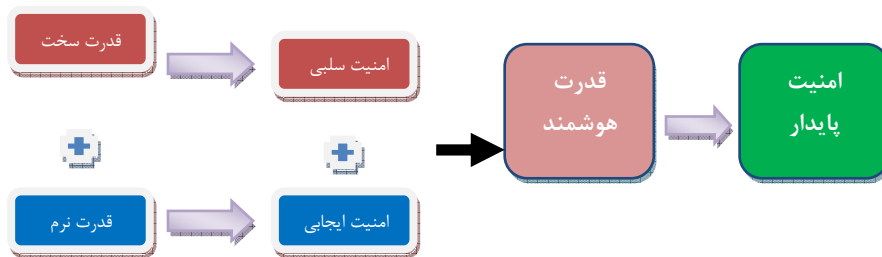 قدرت سخت
امنیت سلبی
قدرت نرم
امنیت ایجابی
قدرت
هوشمند
امنیت
پایدار